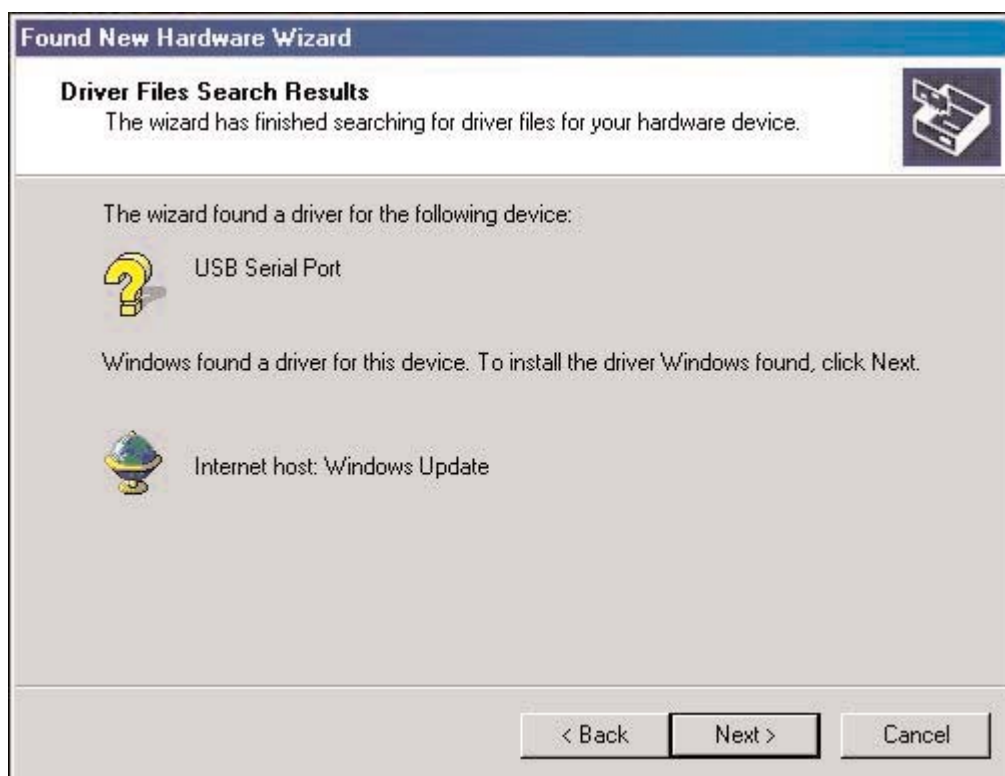 Found New Hardware Wizard
Driver Files Search Results
The wizard has finished searching for driver files for your hardware device.
The wizard found a driver for the following device:
USB Serial Port
Windows found a driver for this device. To install the driver Windows found, click Next.
Internet host: Windows Update
< Back
Next >
Cancel